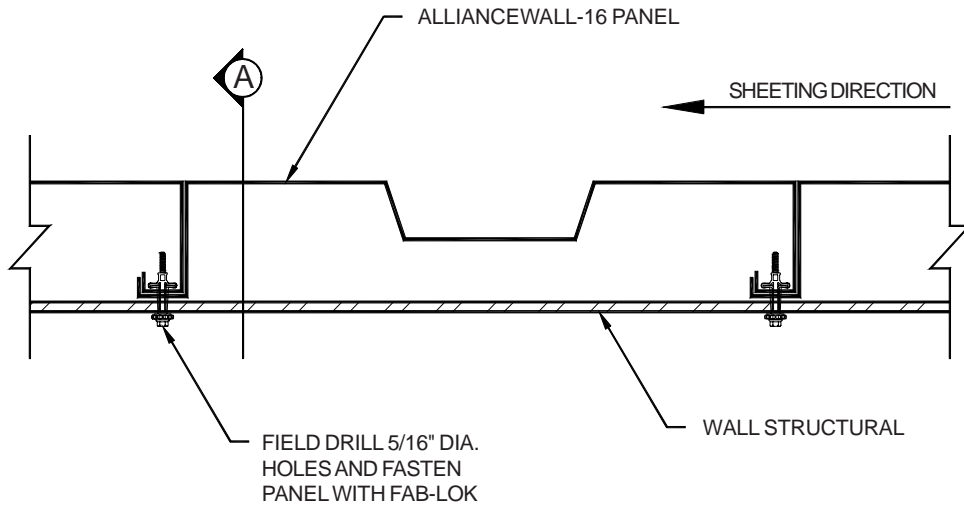 ALLIANCEWALL-16 PANEL
A
SHEETING DIRECTION
WALL STRUCTURAL
FIELD DRILL 5/16" DIA.
HOLES AND FASTEN
PANEL WITH FAB-LOK